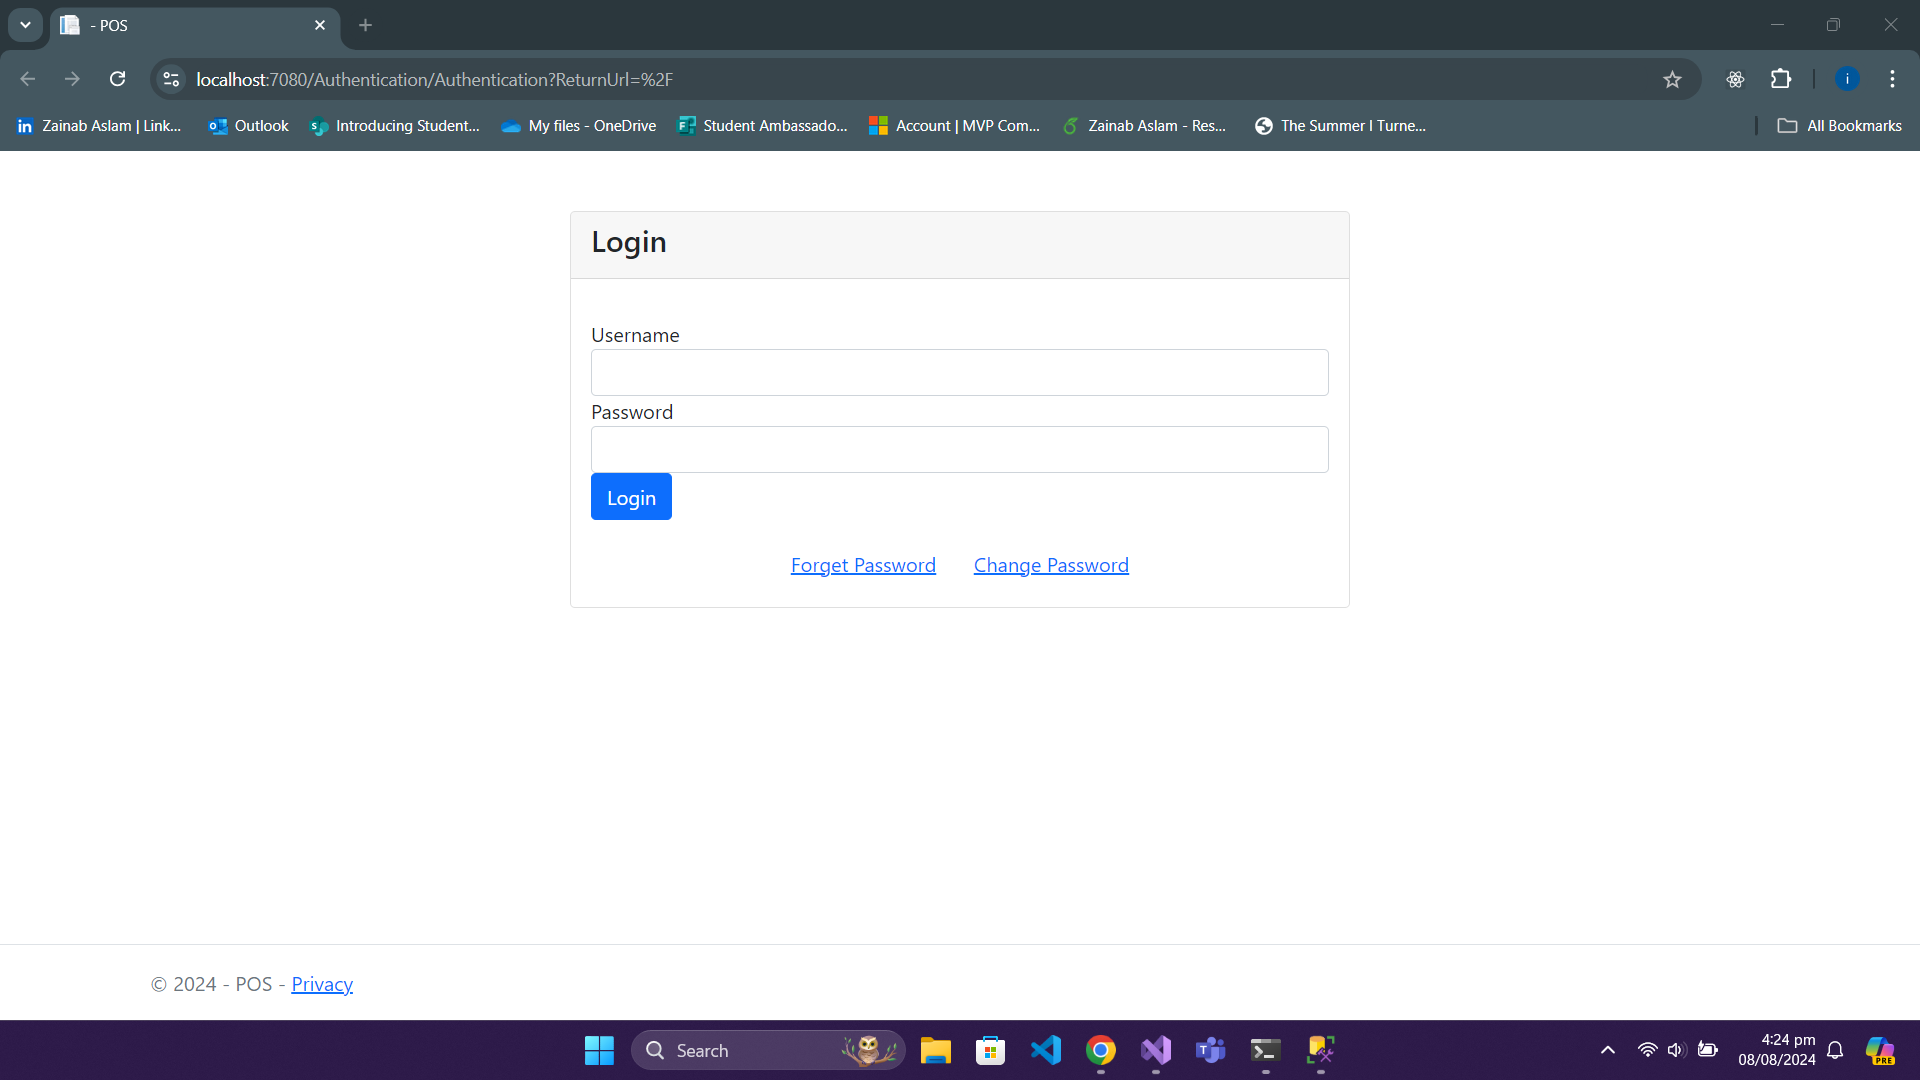 - POS
localhost:7080/Authentication/Authentication?ReturnUrl=%2F
i
Zainab Aslam | Link...
Outlook
Introducing Student...
My files - OneDrive
Student Ambassado...
Account | MVP Com...
Zainab Aslam - Res...
The Summer I Turne...
All Bookmarks
Login
Username
Password
Login
Forget Password
Change Password
© 2024 - POS - Privacy
Search
4:24 pm
08/08/2024
PRE